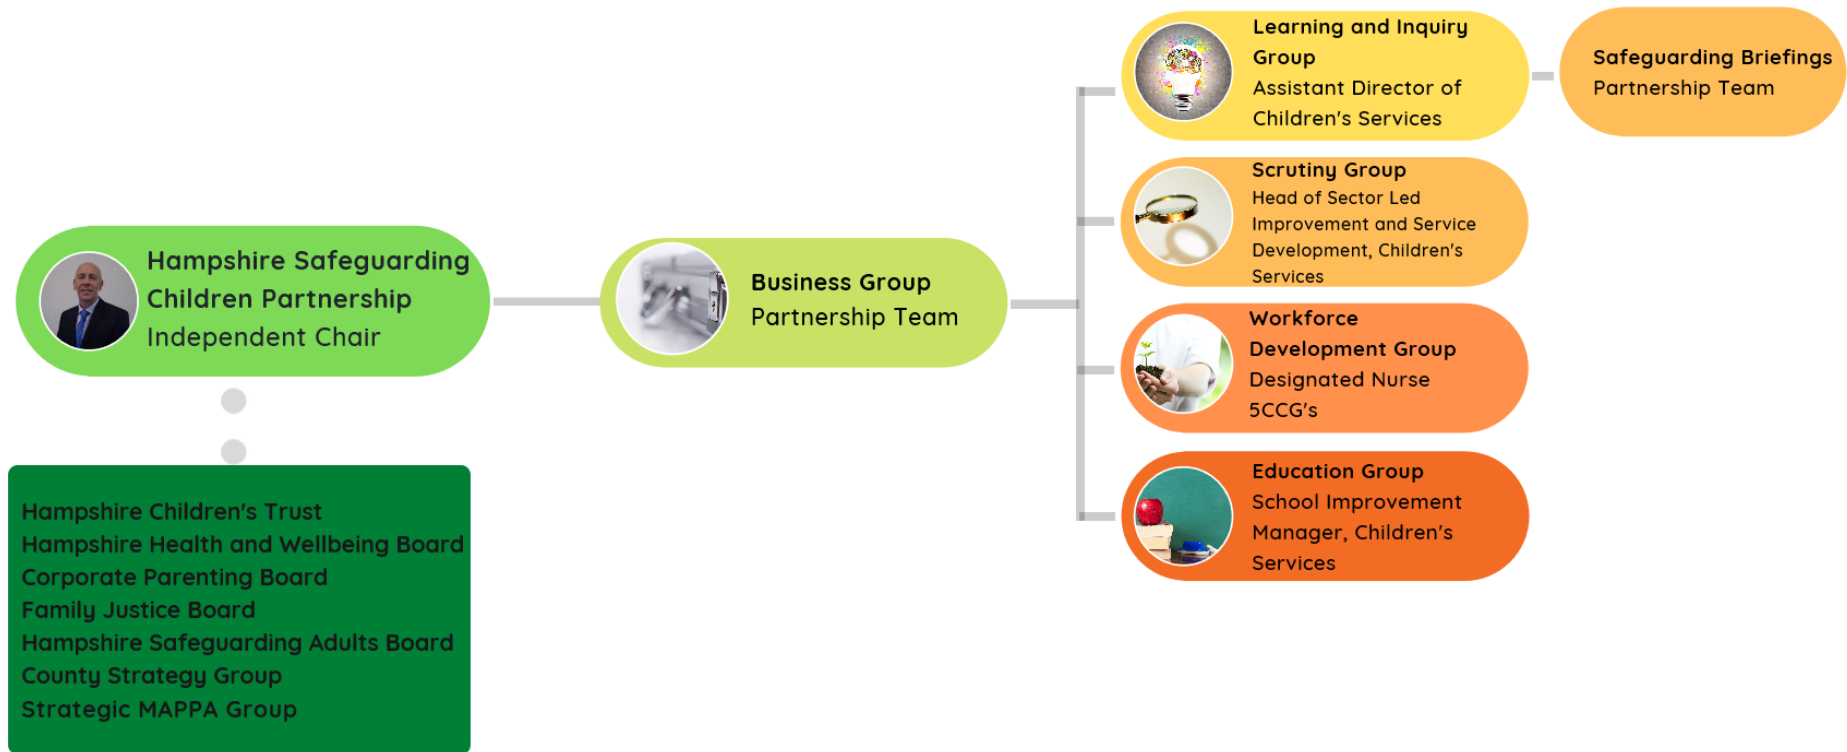 Hampshire Safeguarding
Children Partnership
Independent Chair
Hampshire Children's Trust
Hampshire Health and Wellbeing Board
Corporate Parenting Board
Family Justice Board
Hampshire Safeguarding Adults Board
County Strategy Group
Strategic MAPPA Group
Business Group
Partnership Team
Learning and Inquiry
Group
Assistant Director of
Children's Services
Safeguarding Briefings
Partnership Team
Scrutiny Group
Head of Sector Led
Improvement and Service
Development, Children's
Services
Workforce
Development Group
Designated Nurse
5CCG's
Education Group
School Improvement
Manager, Children's
Services